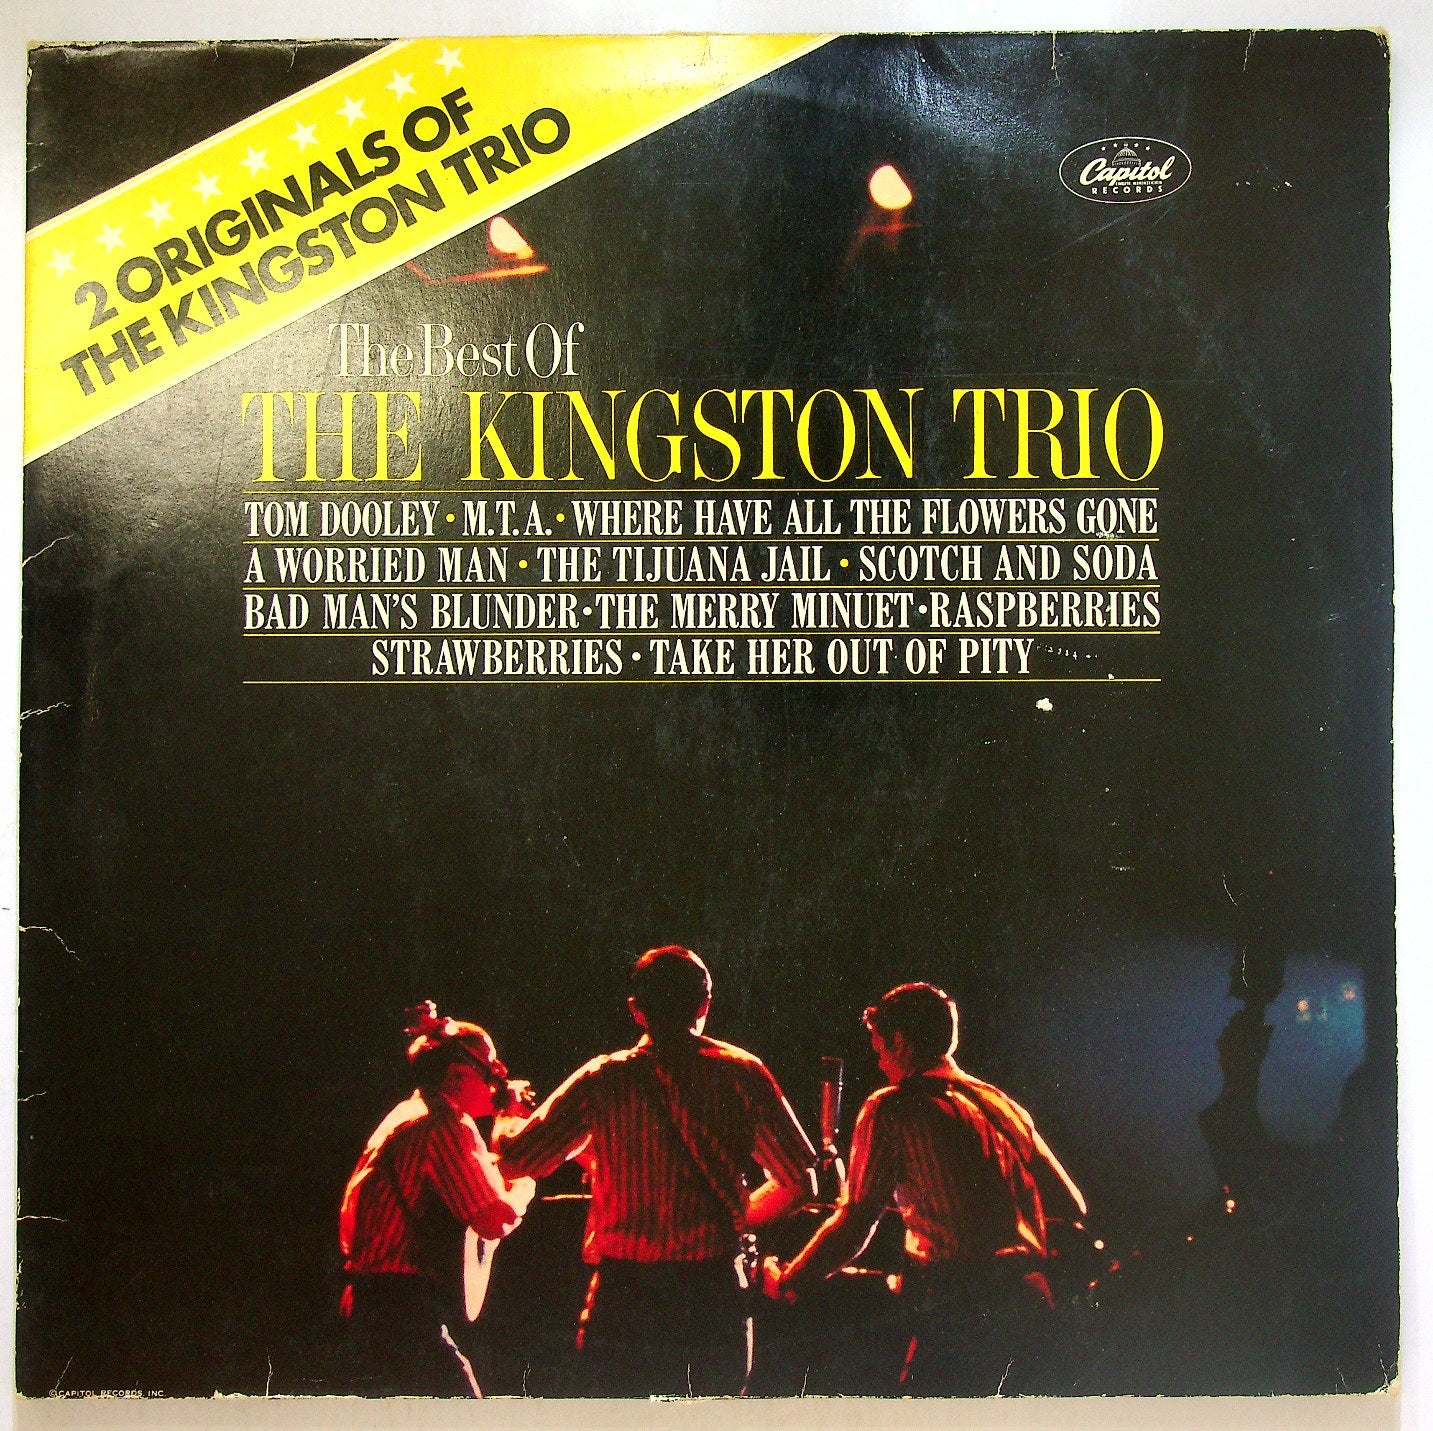 2 ORIGINALS OF
THE KINGSTON TRIO
Capitol
RECORDS
The Best Of
THE KINGSTON TRIO
TOM DOOLEY • M.T.A. • WHERE HAVE ALL THE FLOWERS GONE
A WORRIED MAN • THE TIJUANA JAIL • SCOTCH AND SODA
BAD MAN'S BLUNDER • THE MERRY MINUET • RASPBERRIES
STRAWBERRIES • TAKE HER OUT OF PITY
©CAPITOL RECORDS, INC.